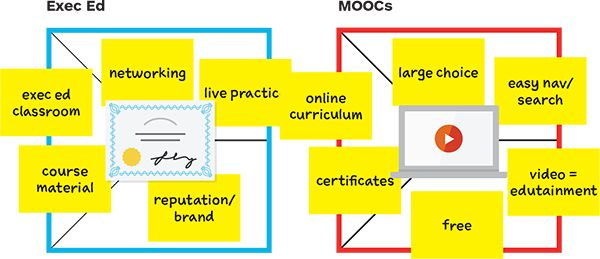 Exec Ed
networking
live practic
exec ed
classroom
course
material
reputation/
brand
MOOCs
large choice
easy nav/
search
online
curriculum
certificates
video =
edutainment
free